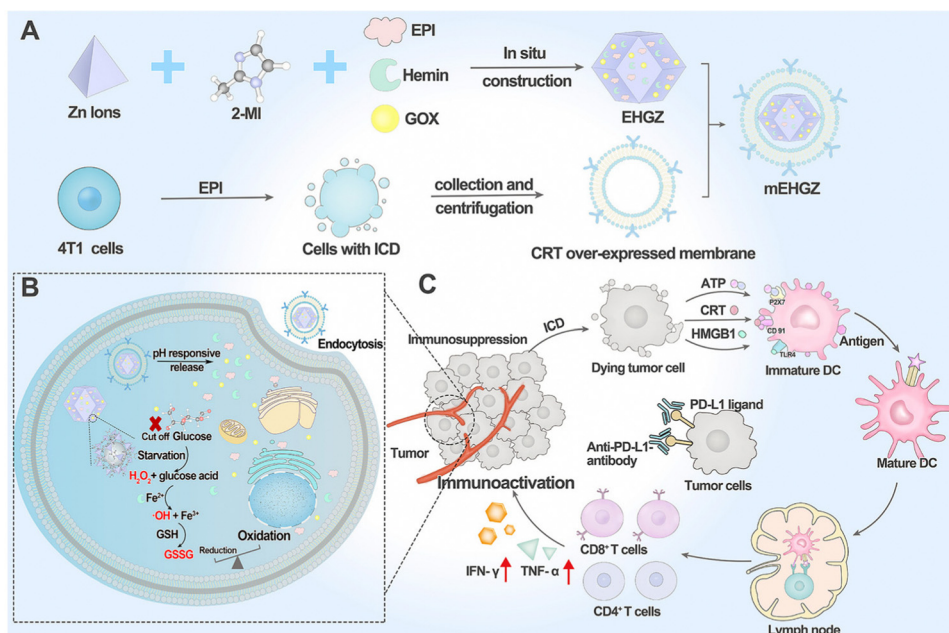 A
Zn Ions
2-MI
EPI
Hemin
GOX
In situ
construction
EHGZ
mEHGZ
4T1 cells
EPI
Cells with ICD
collection and
centrifugation
CRT over-expressed membrane
B
Endocytosis
pH responsive
release
Cut off Glucose
Starvation
H₂O₂+ glucose acid
Fe²⁺
·OH + Fe³⁺
GSH
GSSG
Oxidation
Reduction
C
Immunosuppression
Tumor
ICD
Dying tumor cell
ATP
CRT
HMGB1
P2X7
CD 91
TLR4
Immature DC
Antigen
Mature DC
PD-L1 ligand
Anti-PD-L1-
antibody
Tumor cells
Immunoactivation
IFN-γ
TNF-α
CD8⁺ T cells
CD4⁺ T cells
Lymph node